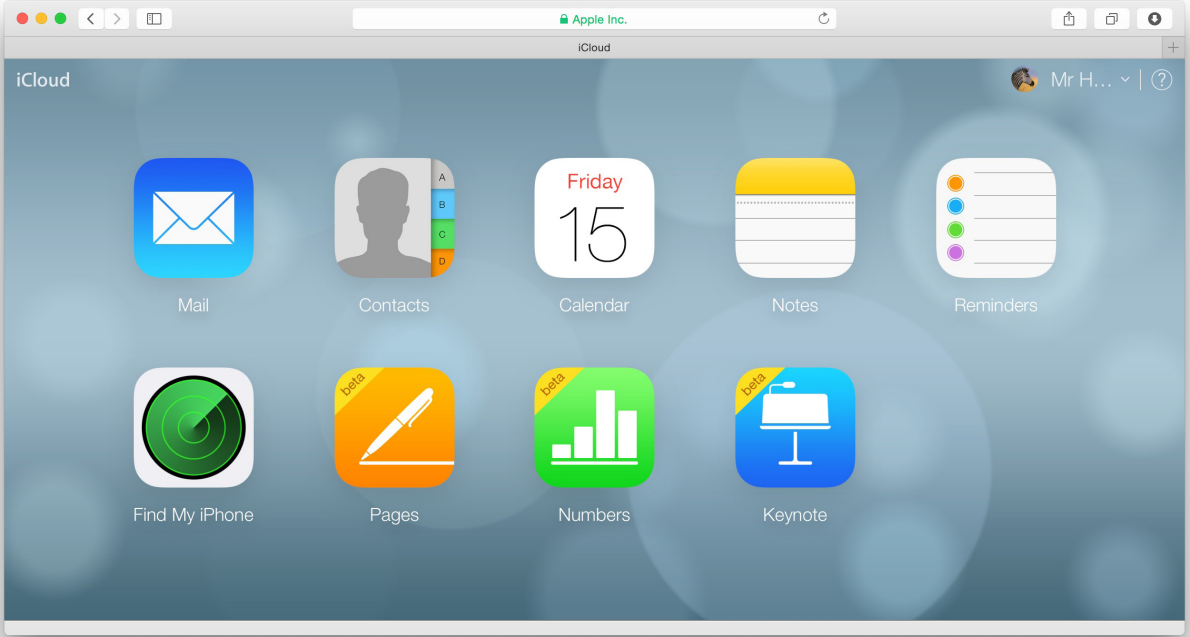 Apple Inc.
iCloud
iCloud
Mr H...
?
A
B
C
D
Friday
15
Mail
Contacts
Calendar
Notes
Reminders
beta
beta
beta
Find My iPhone
Pages
Numbers
Keynote